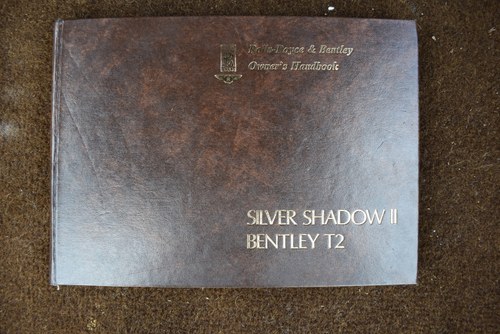 Rolls-Royce & Bentley
Owner's Handbook
SILVER SHADOW II
BENTLEY T2